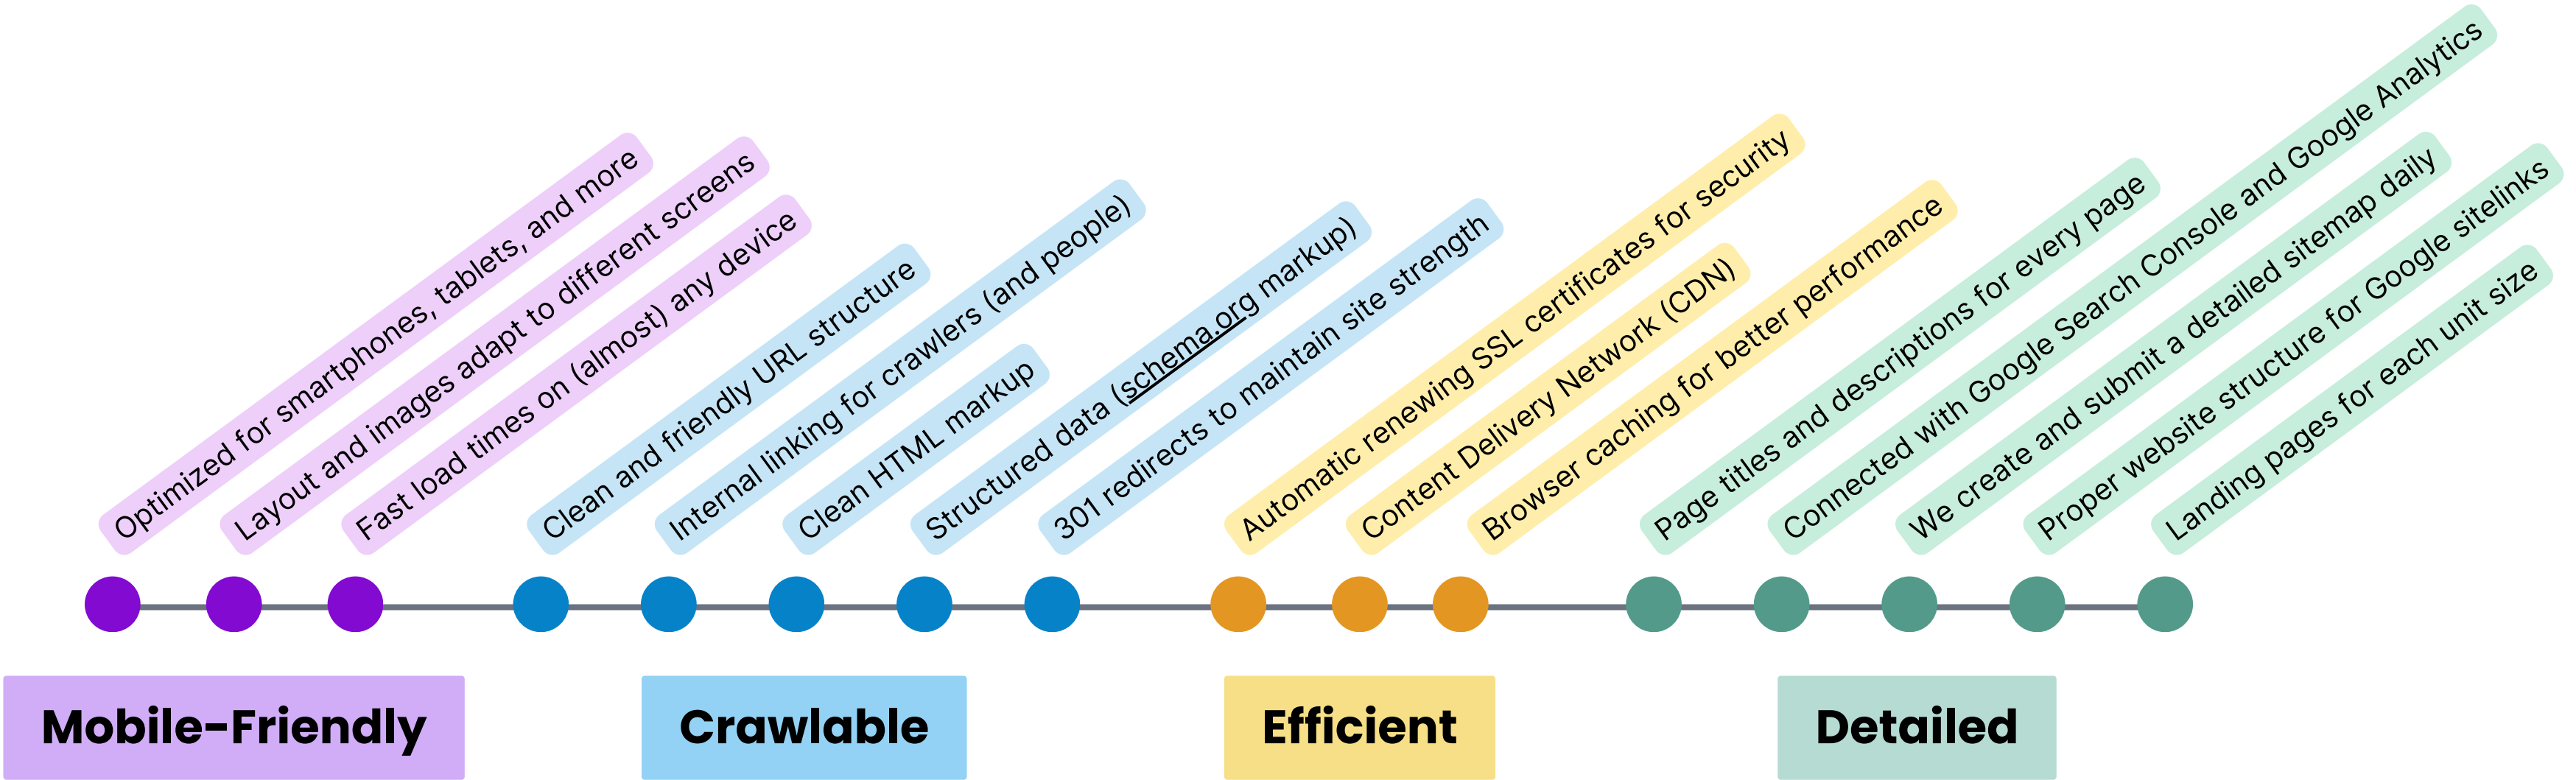 Optimized for smartphones, tablets, and more
Layout and images adapt to different screens
Fast load times on (almost) any device
Clean and friendly URL structure
Internal linking for crawlers (and people)
Clean HTML markup
Structured data (schema.org markup)
301 redirects to maintain site strength
Automatic renewing SSL certificates for security
Content Delivery Network (CDN)
Browser caching for better performance
Page titles and descriptions for every page
Connected with Google Search Console and Google Analytics
We create and submit a detailed sitemap daily
Proper website structure for Google sitelinks
Landing pages for each unit size
Mobile-Friendly
Crawlable
Efficient
Detailed